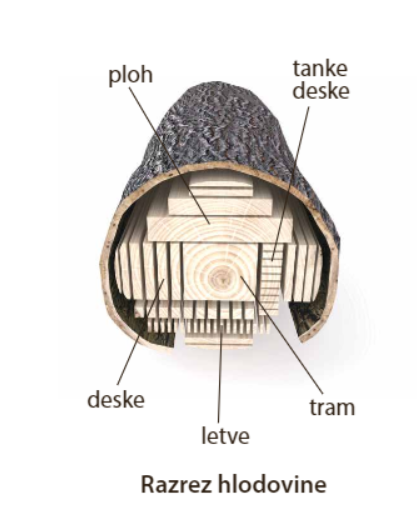 ploh
tanke
deske
deske
tram
letve
Razrez hlodovine